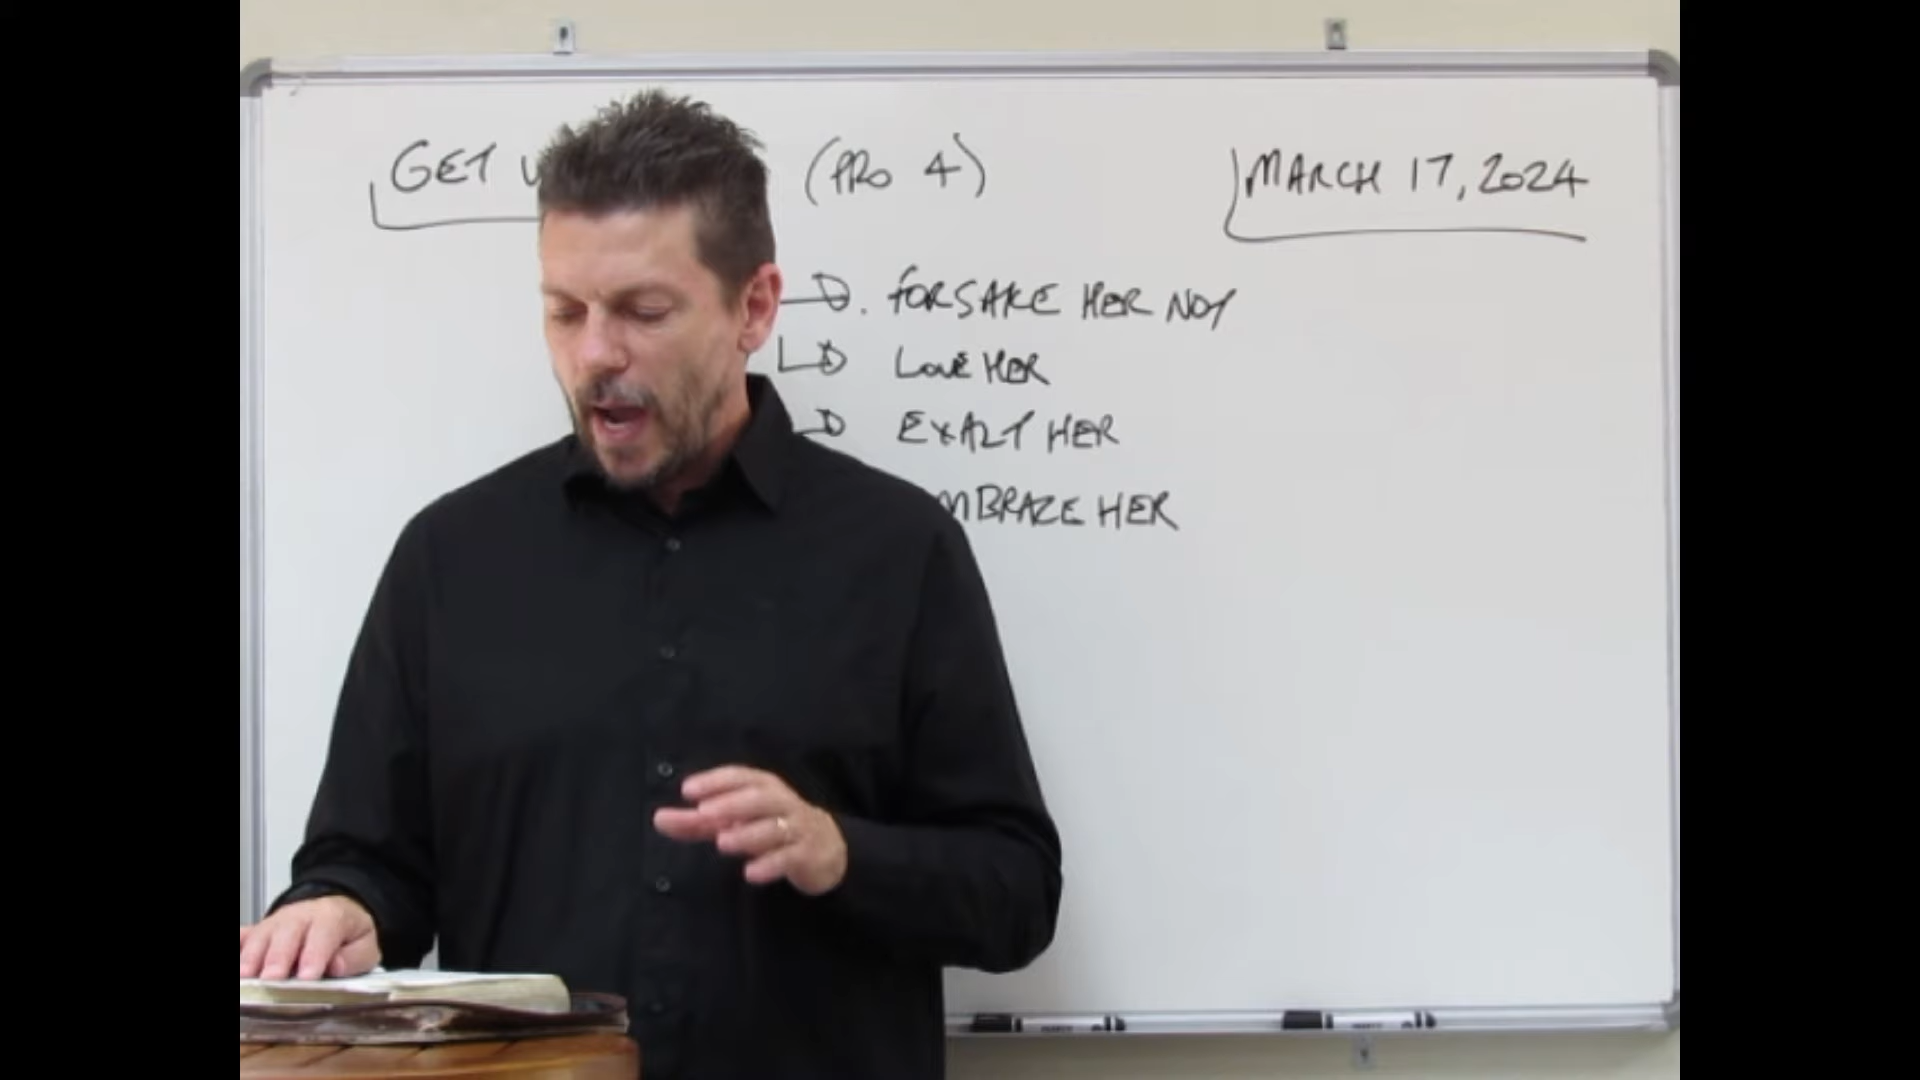 GET (PRO 4)
MARCH 17, 2024
FORSAKE HER NOT
LOVE HER
EXALT HER
MBRACE HER